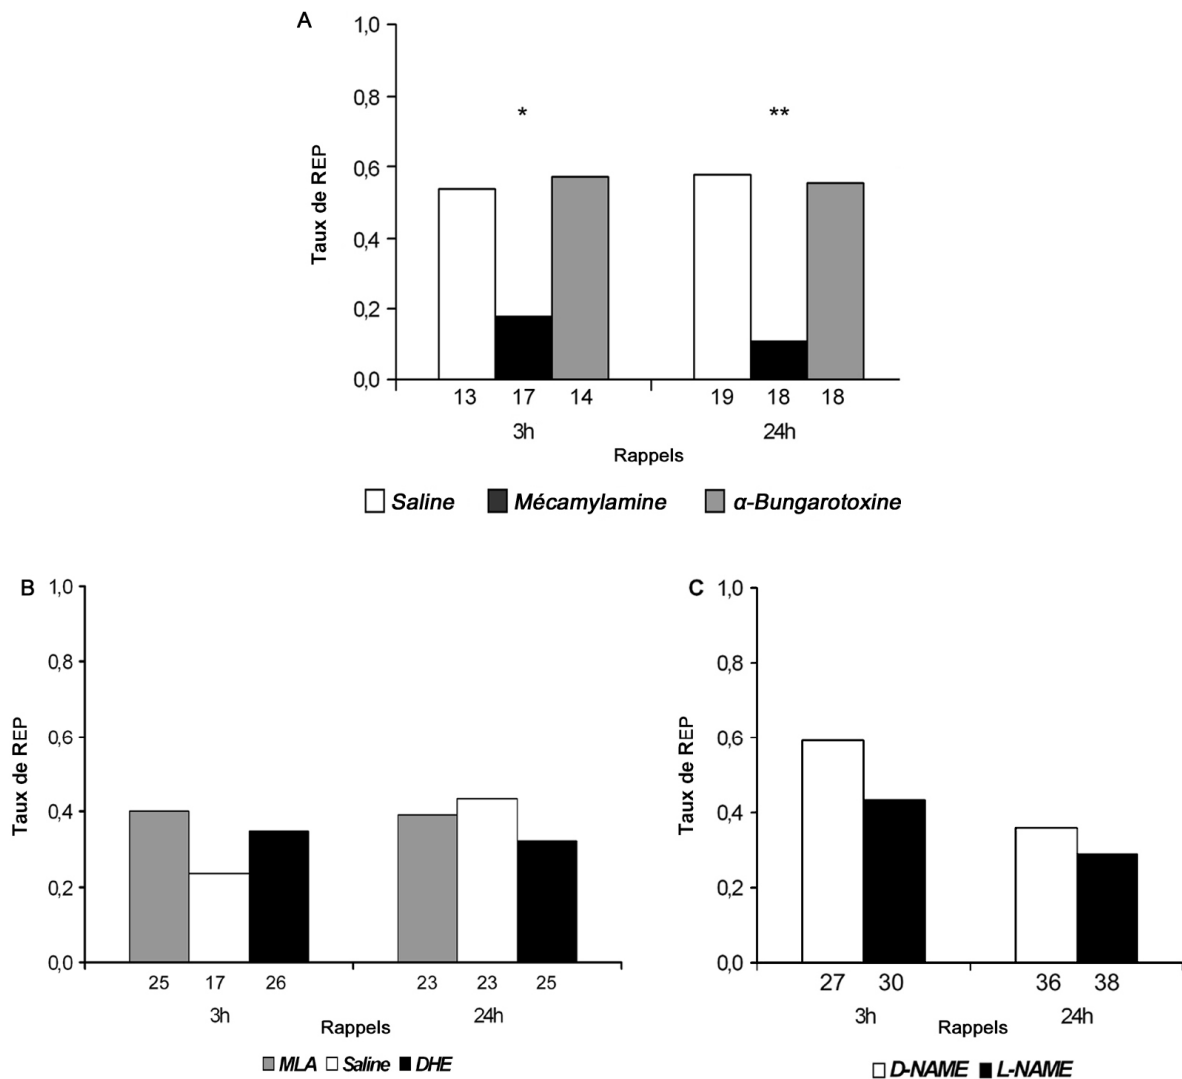 A
1,0
0,8
0,6
0,4
0,2
0,0
Taux de REP
* **
13 17 14 19 18 18
3h 24h
Rappels
Saline Mécamylamine α-Bungarotoxine
B
1,0
0,8
0,6
0,4
0,2
0,0
Taux de REP
25 17 26 23 23 25
3h 24h
Rappels
MLA Saline DHE
C
1,0
0,8
0,6
0,4
0,2
0,0
Taux de REP
27 30 36 38
3h 24h
Rappels
D-NAME L-NAME